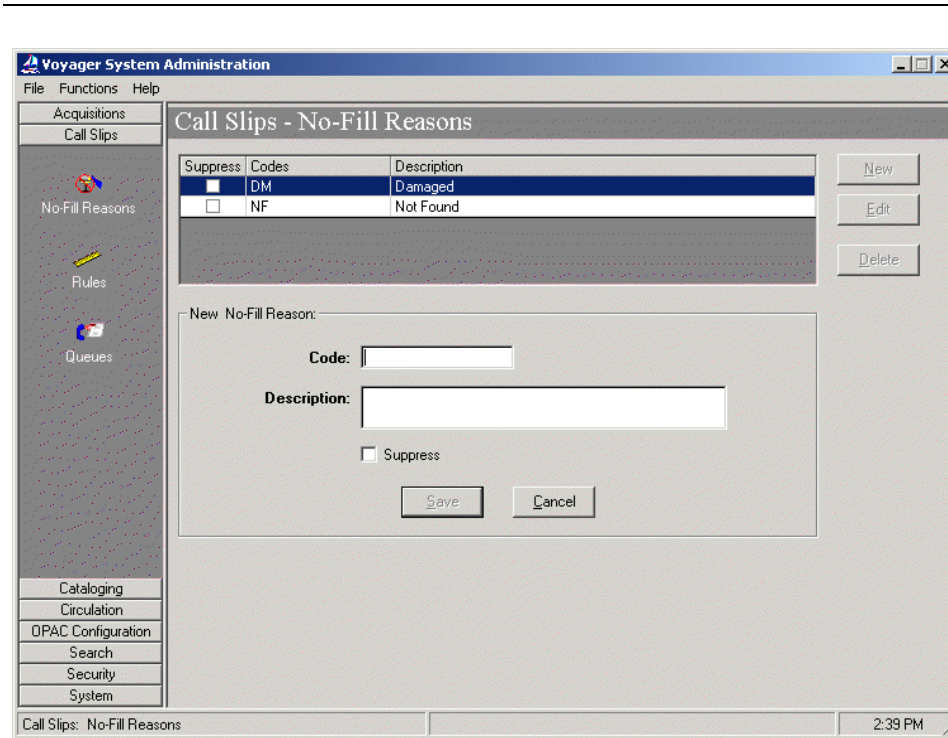 Voyager System Administration
File Functions Help
Acquisitions
Call Slips
No-Fill Reasons
Rules
Queues
Cataloging
Circulation
OPAC Configuration
Search
Security
System
Call Slips - No-Fill Reasons
Suppress Codes Description
DM Damaged
NF Not Found
New
Edit
Delete
New No-Fill Reason:
Code:
Description:
Suppress
Save Cancel
Call Slips: No-Fill Reasons 2:39 PM